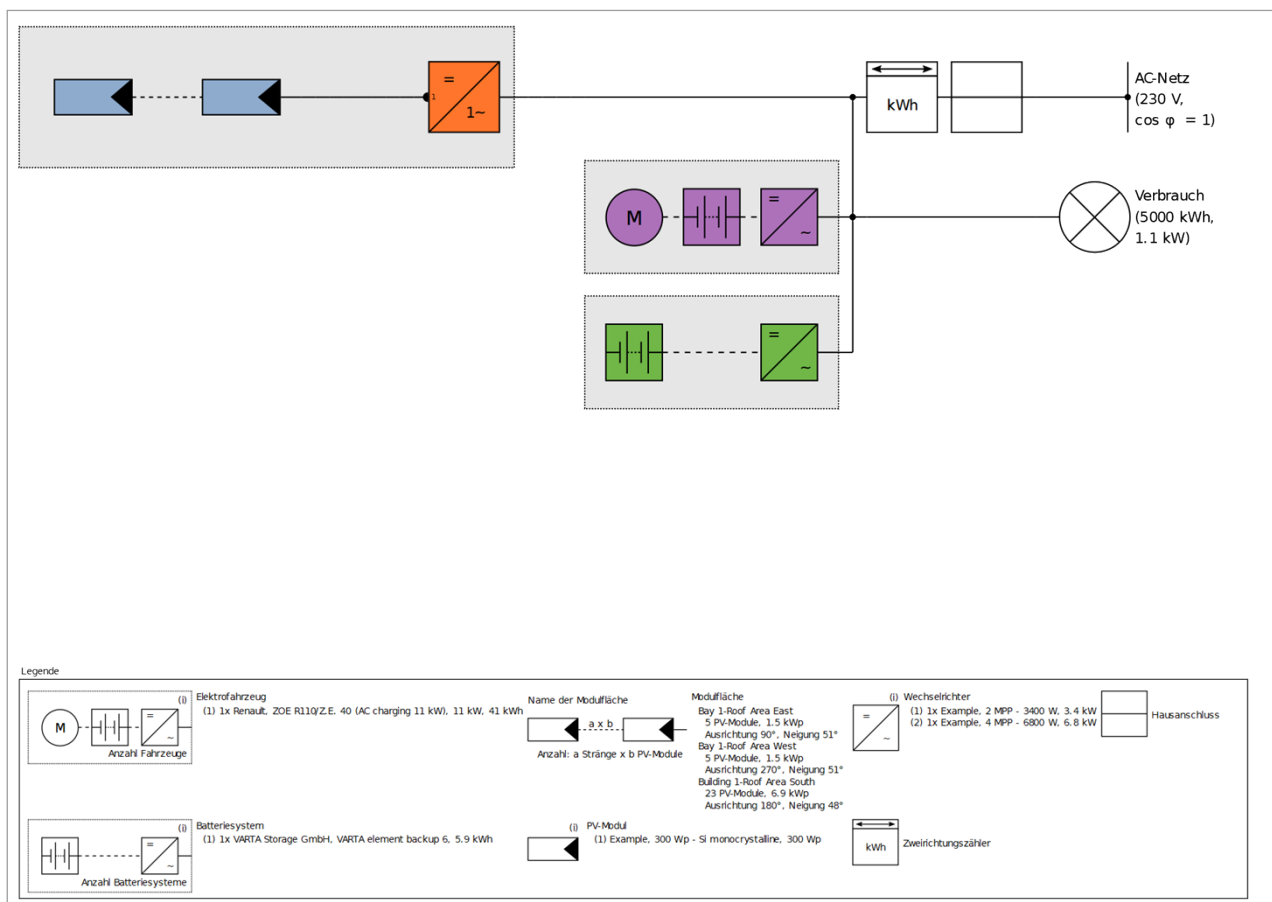 =
1
1~
kWh
AC-Netz
(230 V,
cos φ = 1)
M
=
~
Verbrauch
(5000 kWh,
1.1 kW)
=
~
Legende
M
=
~
(i)
Anzahl Fahrzeuge
Elektrofahrzeug
(1) 1x Renault, ZOE R110/Z.E. 40 (AC charging 11 kW), 11 kW, 41 kWh
Name der Modulfläche
a x b
Anzahl: a Stränge x b PV-Module
Modulfläche
Bay 1-Roof Area East
5 PV-Module, 1.5 kWp
Ausrichtung 90°, Neigung 51°
Bay 1-Roof Area West
5 PV-Module, 1.5 kWp
Ausrichtung 270°, Neigung 51°
Building 1-Roof Area South
23 PV-Module, 6.9 kWp
Ausrichtung 180°, Neigung 48°
=
~
(i) Wechselrichter
(1) 1x Example, 2 MPP - 3400 W, 3.4 kW
(2) 1x Example, 4 MPP - 6800 W, 6.8 kW
Hausanschluss
=
~
(i)
Anzahl Batteriesysteme
Batteriesystem
(1) 1x VARTA Storage GmbH, VARTA element backup 6, 5.9 kWh
(i) PV-Modul
(1) Example, 300 Wp - SI monocrystalline, 300 Wp
kWh
Zweirichtungszähler